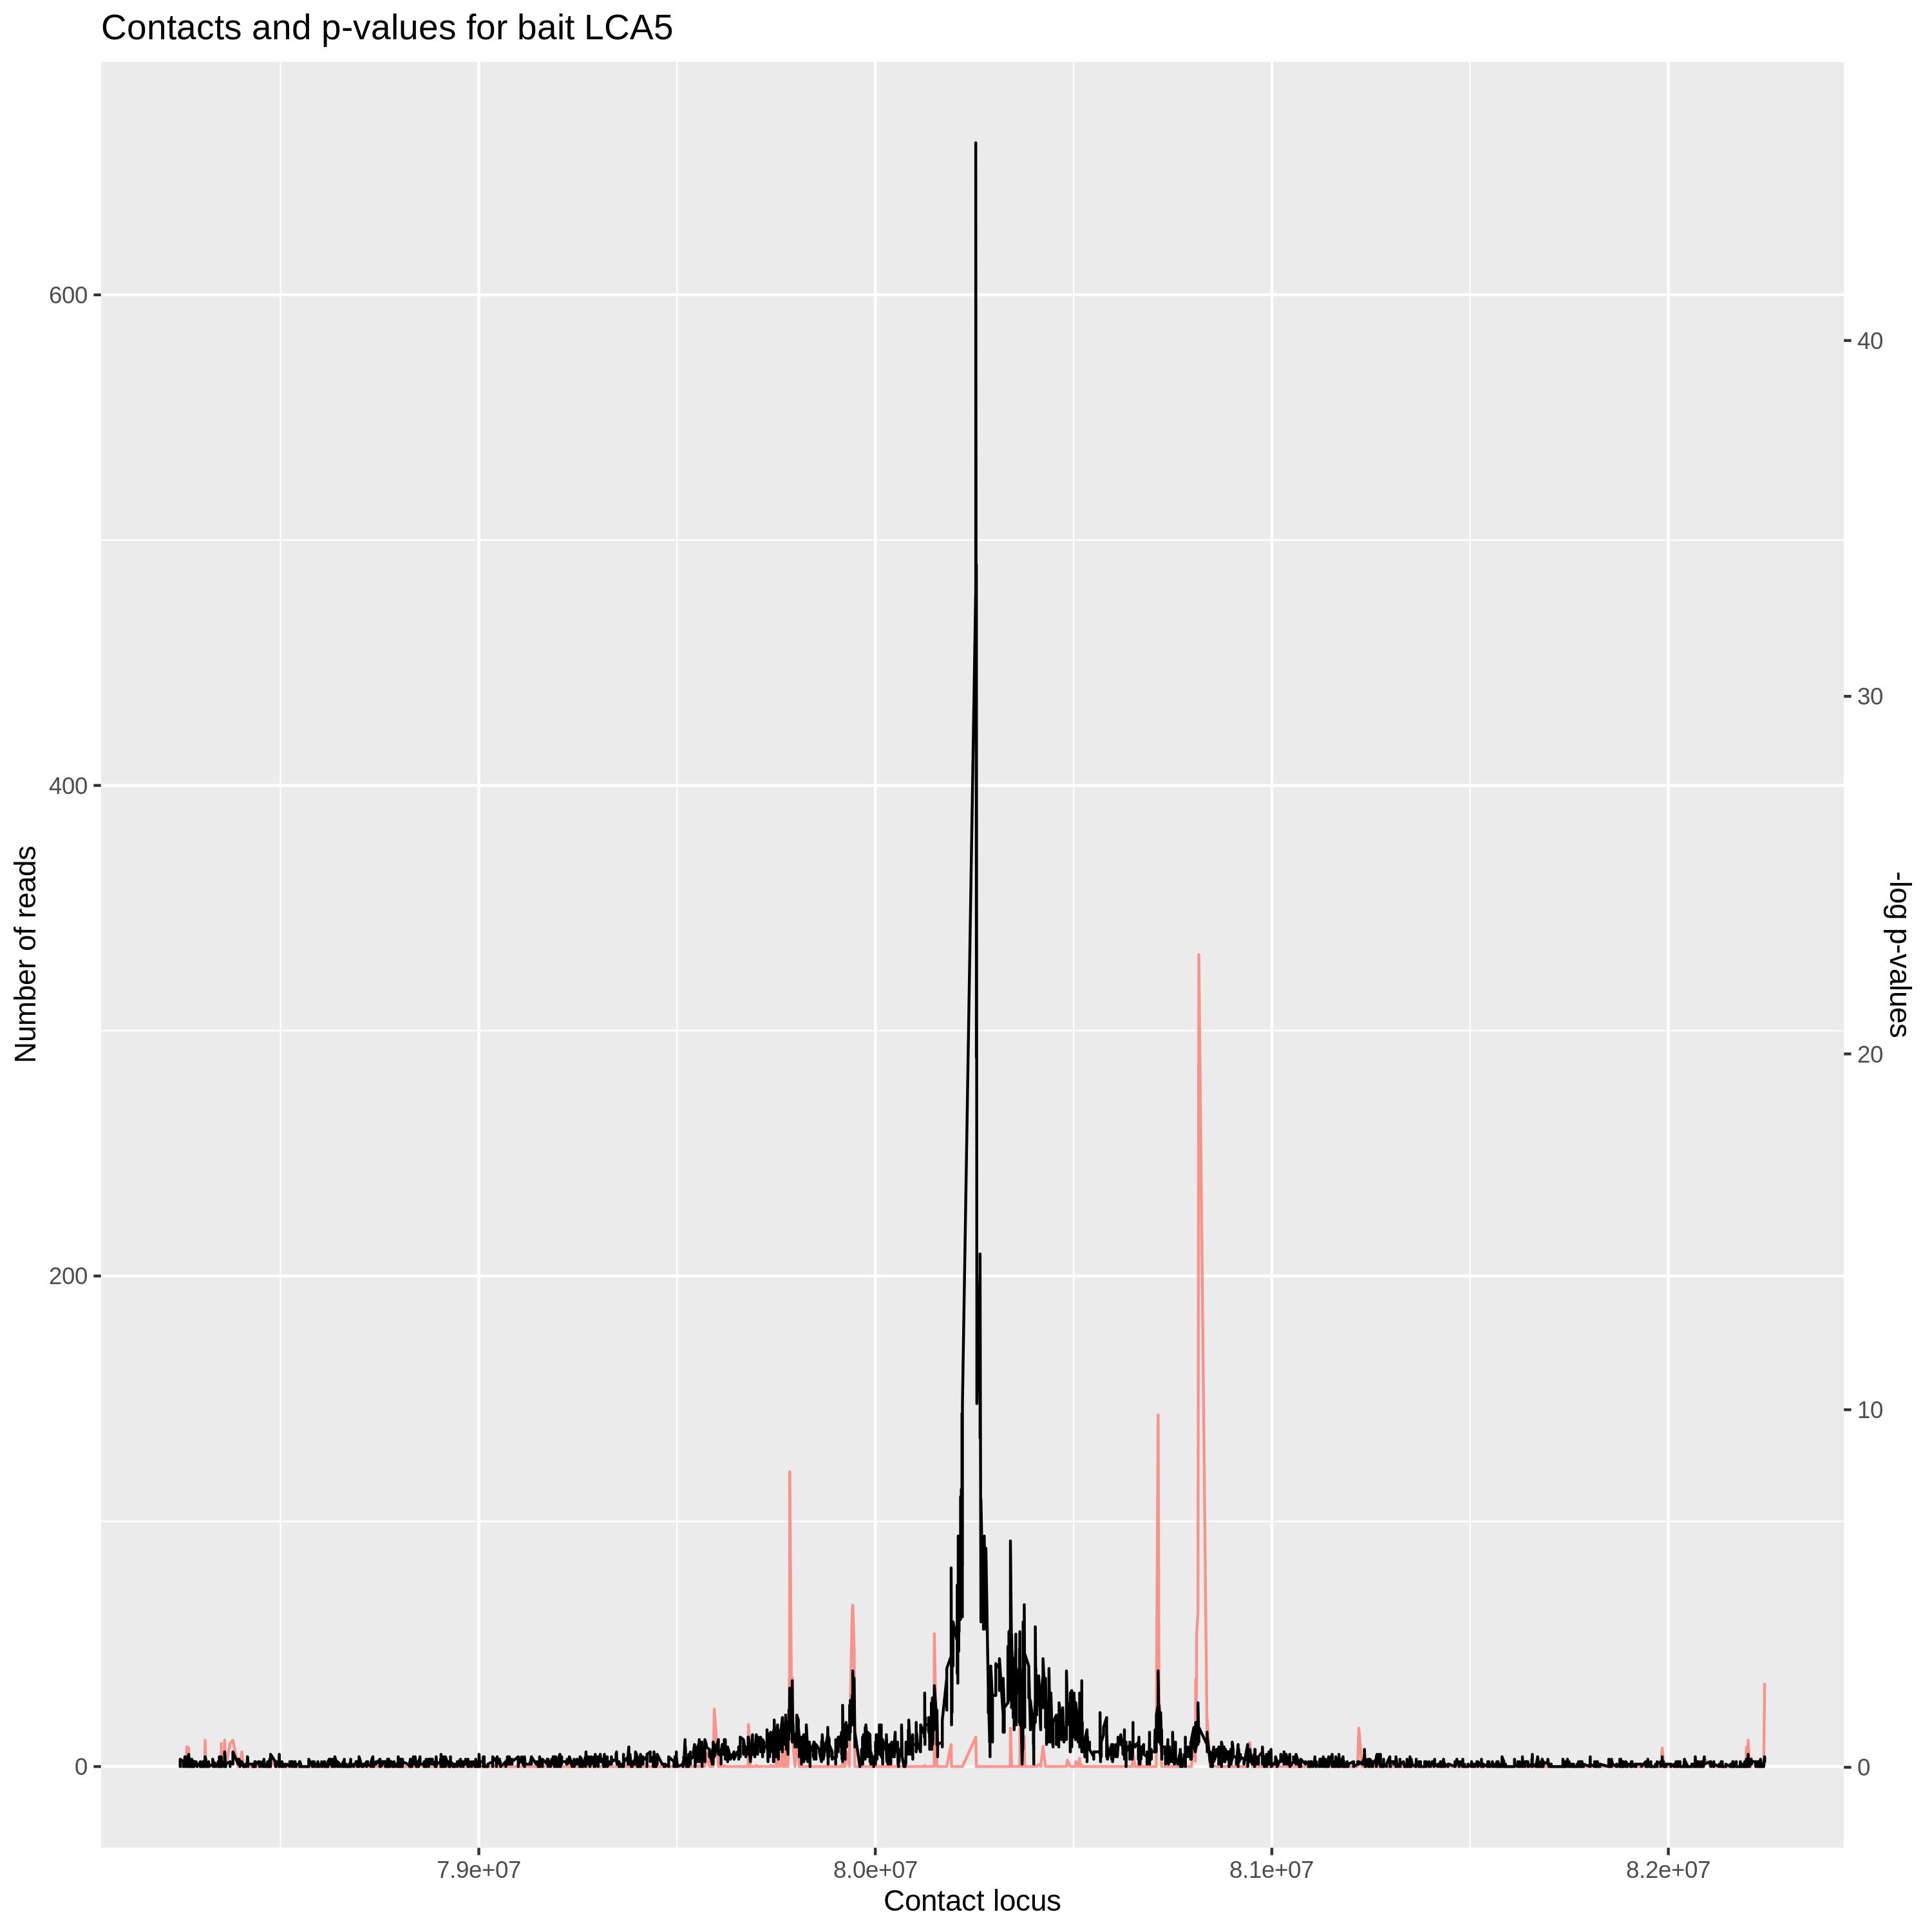 Contacts and p-values for bait LCA5
600
400
200
0
Number of reads
40
30
20
10
0
-log p-values
7.9e+07
8.0e+07
8.1e+07
8.2e+07
Contact locus